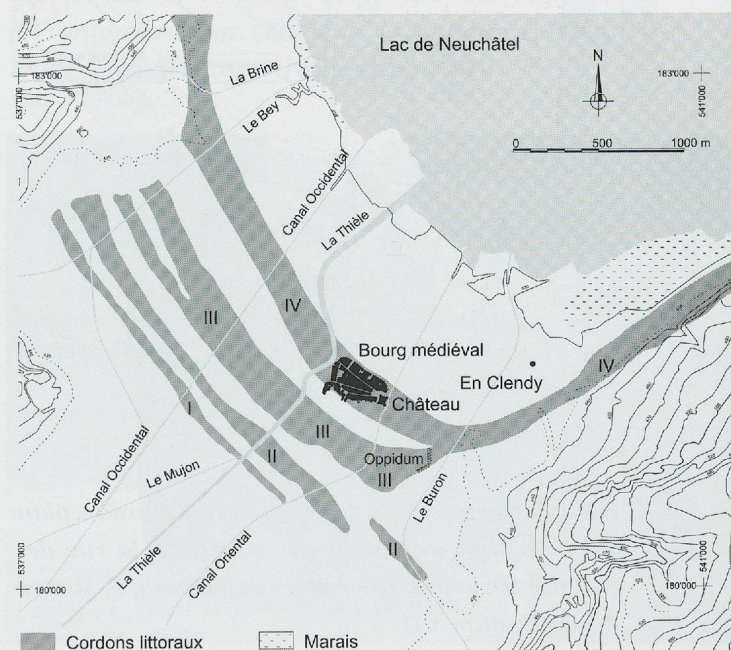 Lac de Neuchâtel
183'000
183'000
537'000
541'000
N
0 500 1000 m
La Brine
Le Bey
Canal Occidental
La Thièle
III
IV
Bourg médiéval
En Clendy
IV
Château
I
III
Canal Occidental
Oppidum
II
Le Mujon
III
Le Buron
La Thièle
Canal Oriental
II
537'000
541'000
180'000
180'000
Cordons littoraux
Marais